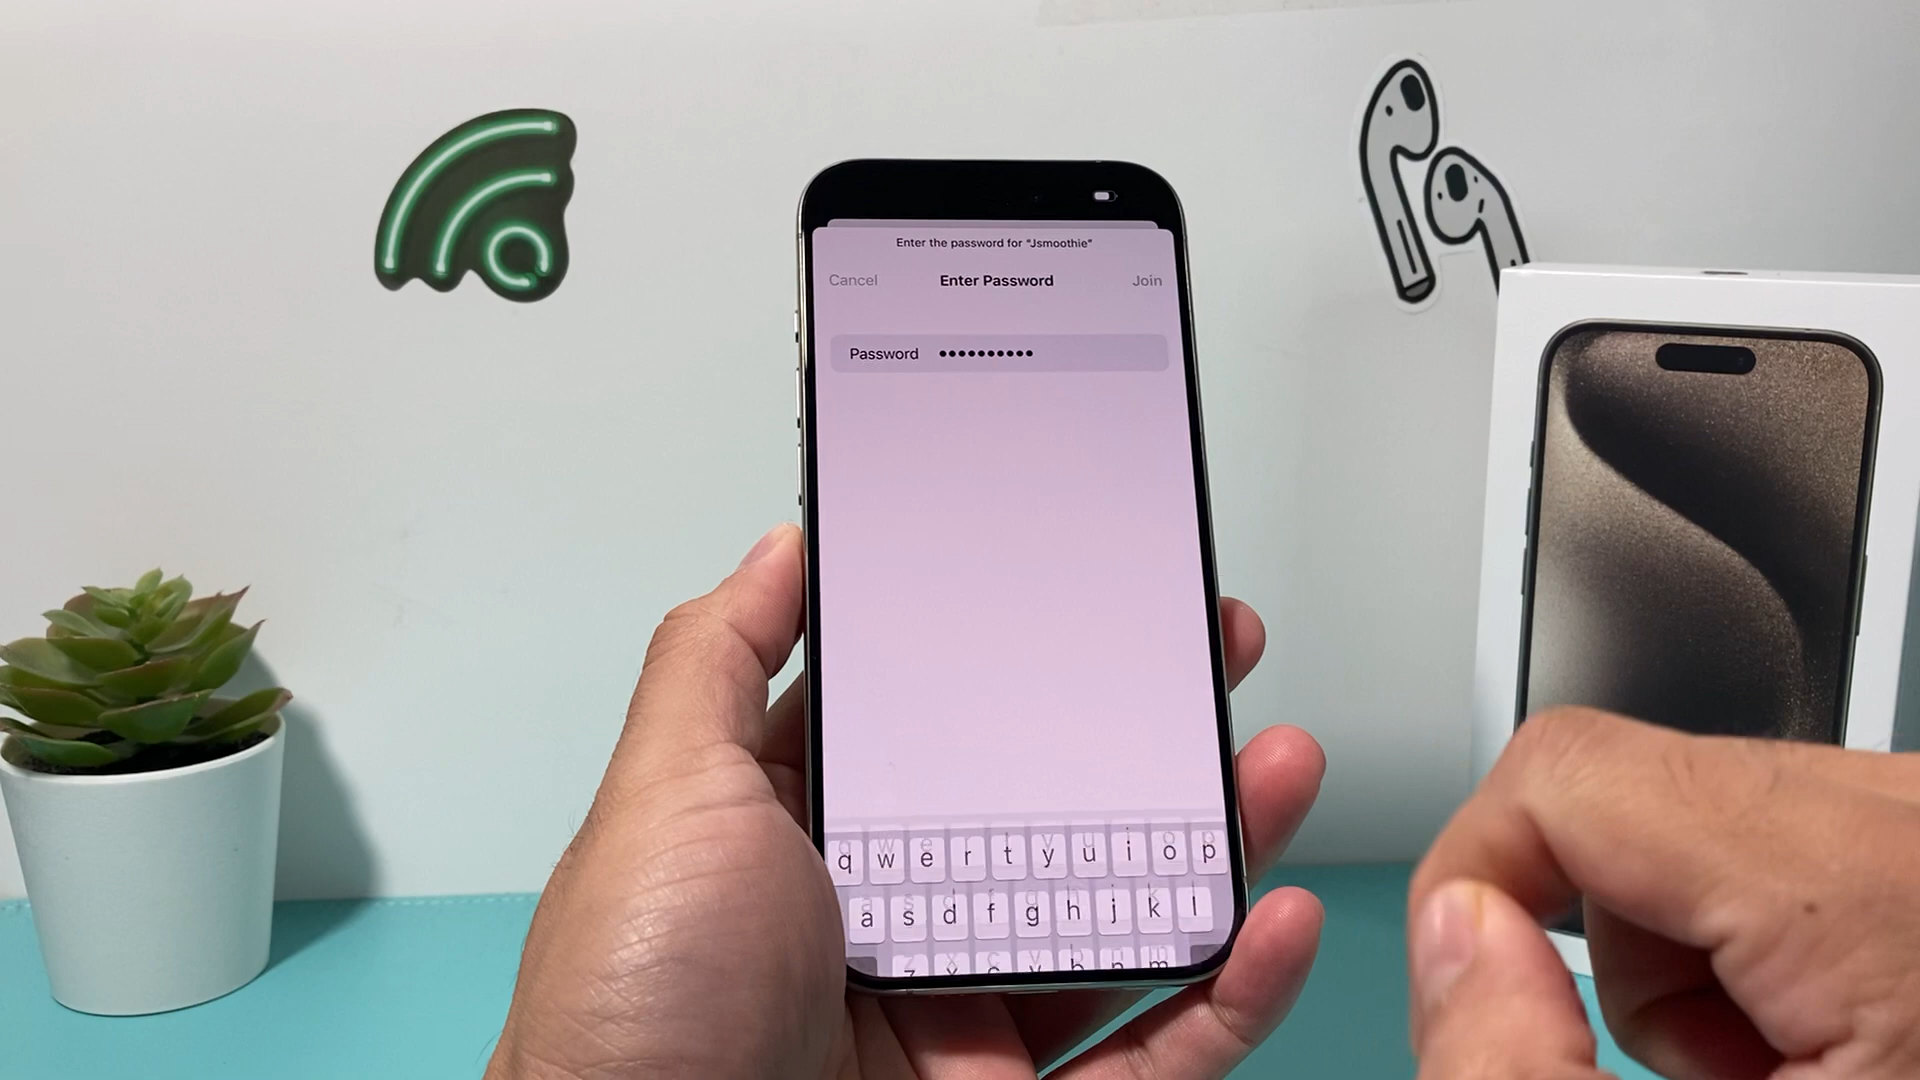 Enter the password for “Jsmoothie”
Cancel Enter Password Join
Password ••••••••••
q w e r t y u i o p
a s d f g h j k l
z x c v b n m